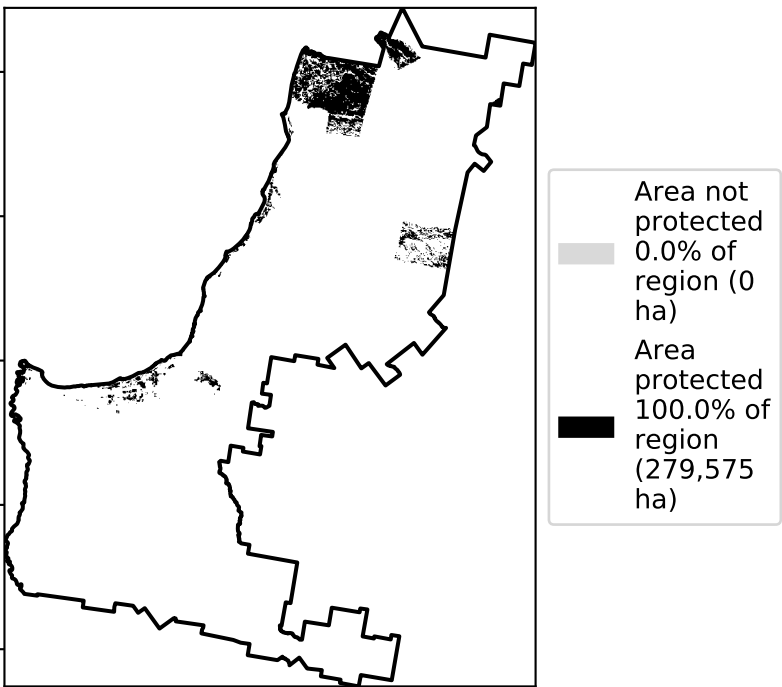 Area not
protected
0.0% of
region (0
ha)
Area
protected
100.0% of
region
(279,575
ha)